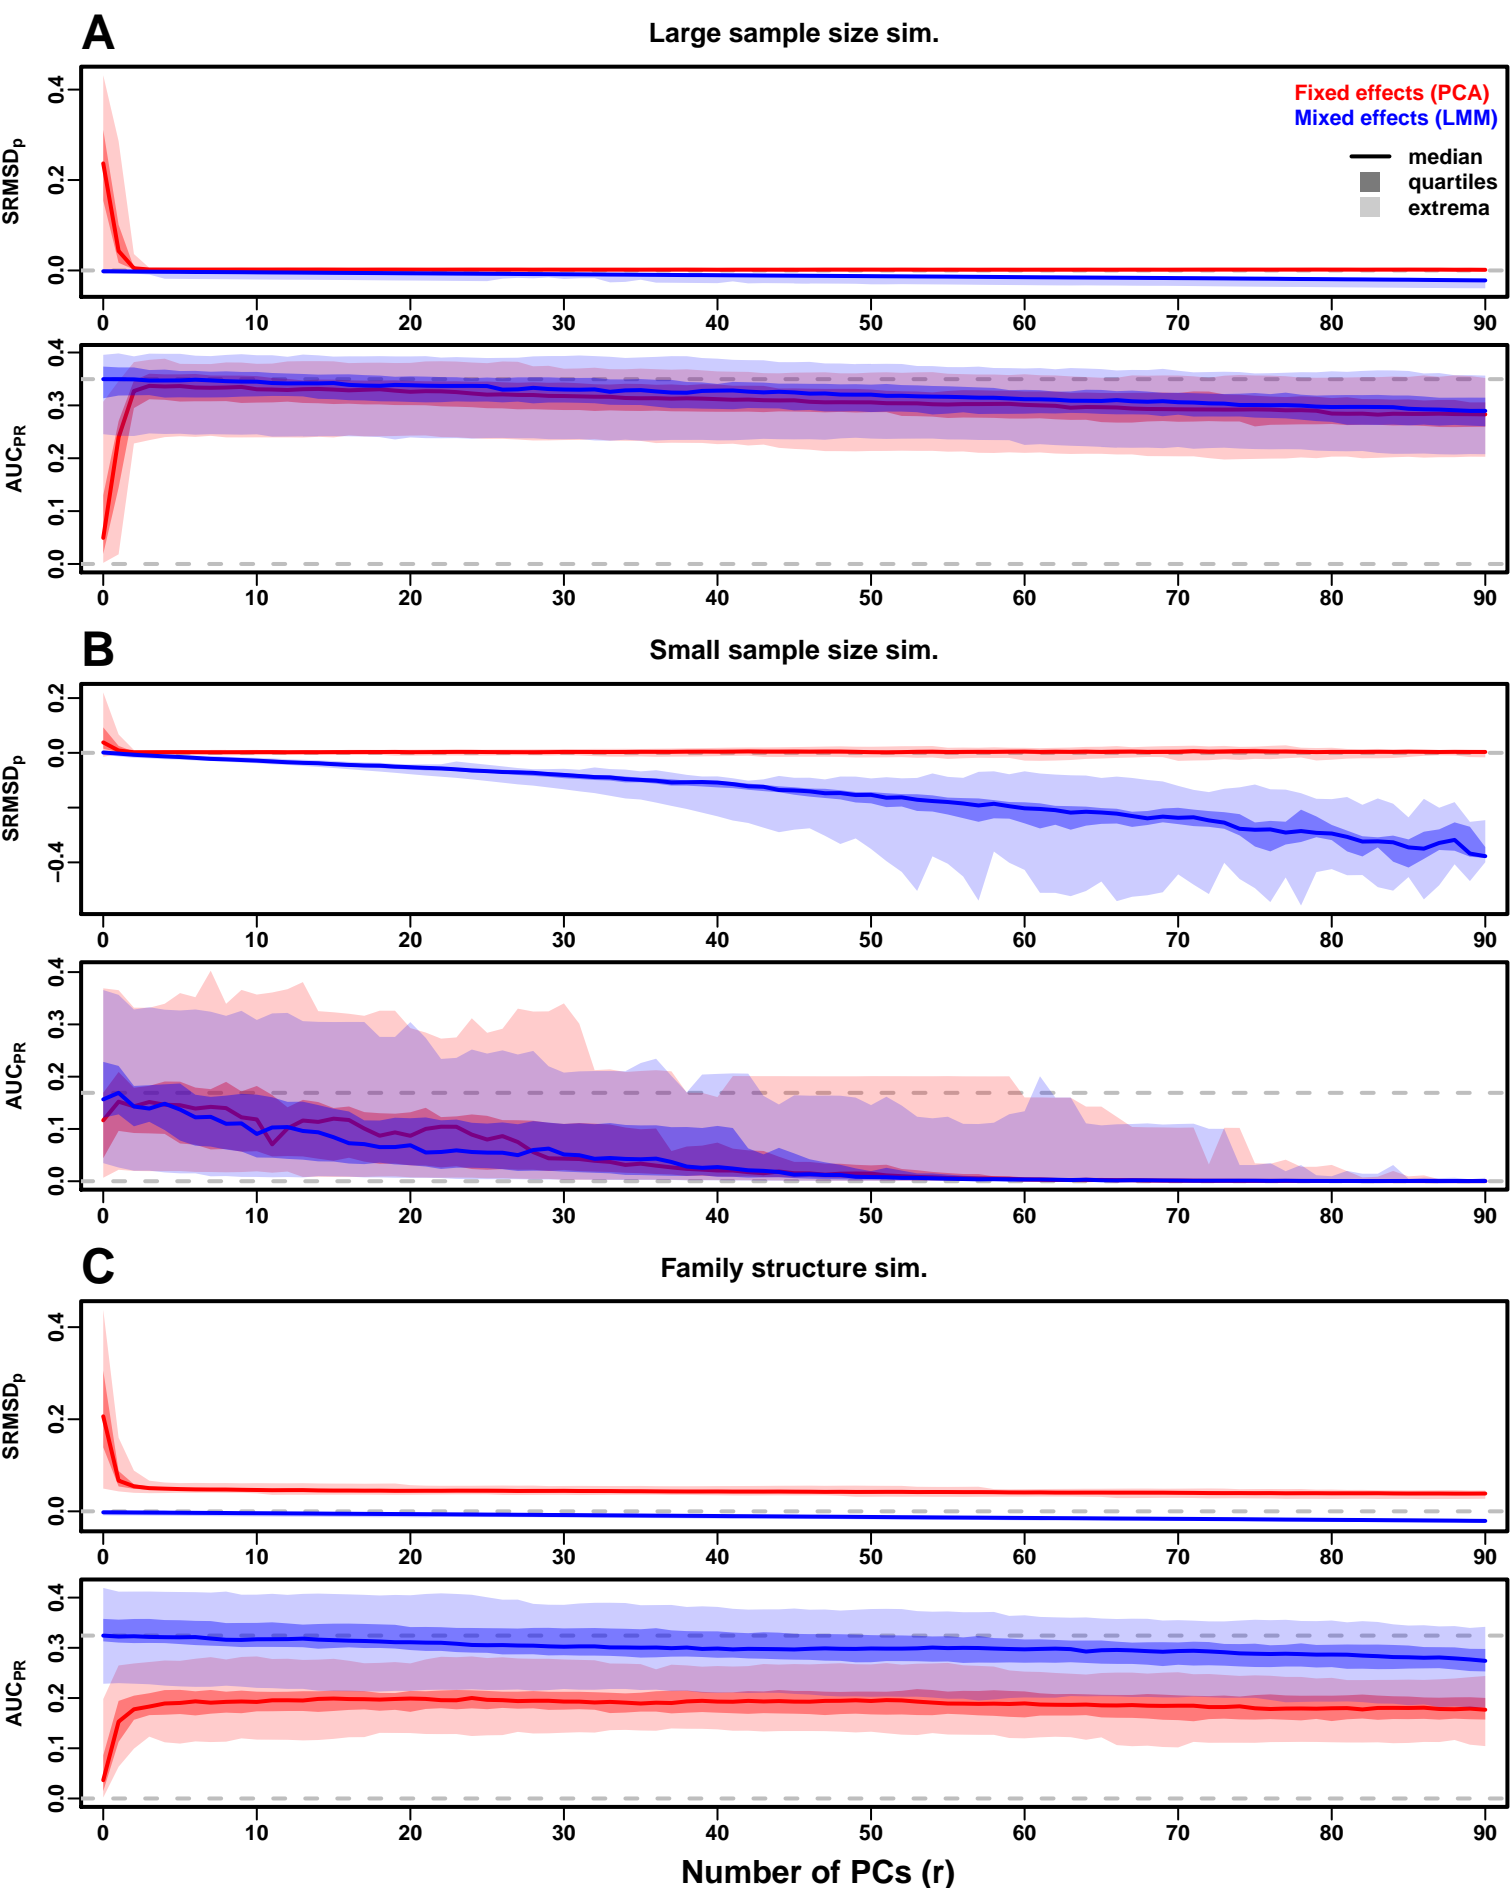 A
Large sample size sim.
SRMSDp
0.0 0.2 0.4
Fixed effects (PCA)
Mixed effects (LMM)
median
quartiles
extrema
0 10 20 30 40 50 60 70 80 90
AUCPR
0.0 0.1 0.2 0.3 0.4
0 10 20 30 40 50 60 70 80 90
B
Small sample size sim.
SRMSDp
−0.4 0.0 0.2
0 10 20 30 40 50 60 70 80 90
AUCPR
0.0 0.1 0.2 0.3 0.4
0 10 20 30 40 50 60 70 80 90
C
Family structure sim.
SRMSDp
0.0 0.2 0.4
0 10 20 30 40 50 60 70 80 90
AUCPR
0.0 0.1 0.2 0.3 0.4
0 10 20 30 40 50 60 70 80 90
Number of PCs (r)